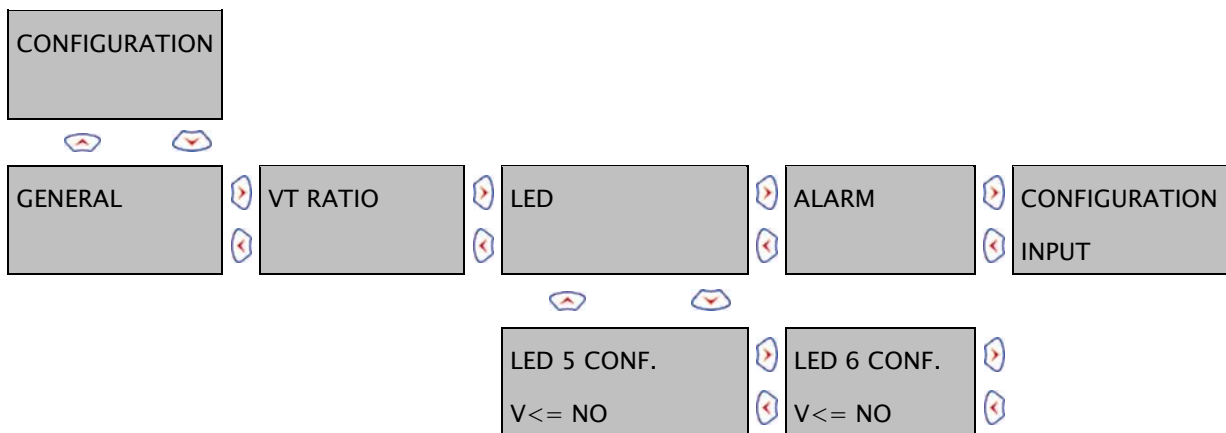 CONFIGURATION
GENERAL
VT RATIO
LED
ALARM
CONFIGURATION
INPUT
LED 5 CONF.
V<= NO
LED 6 CONF.
V<= NO